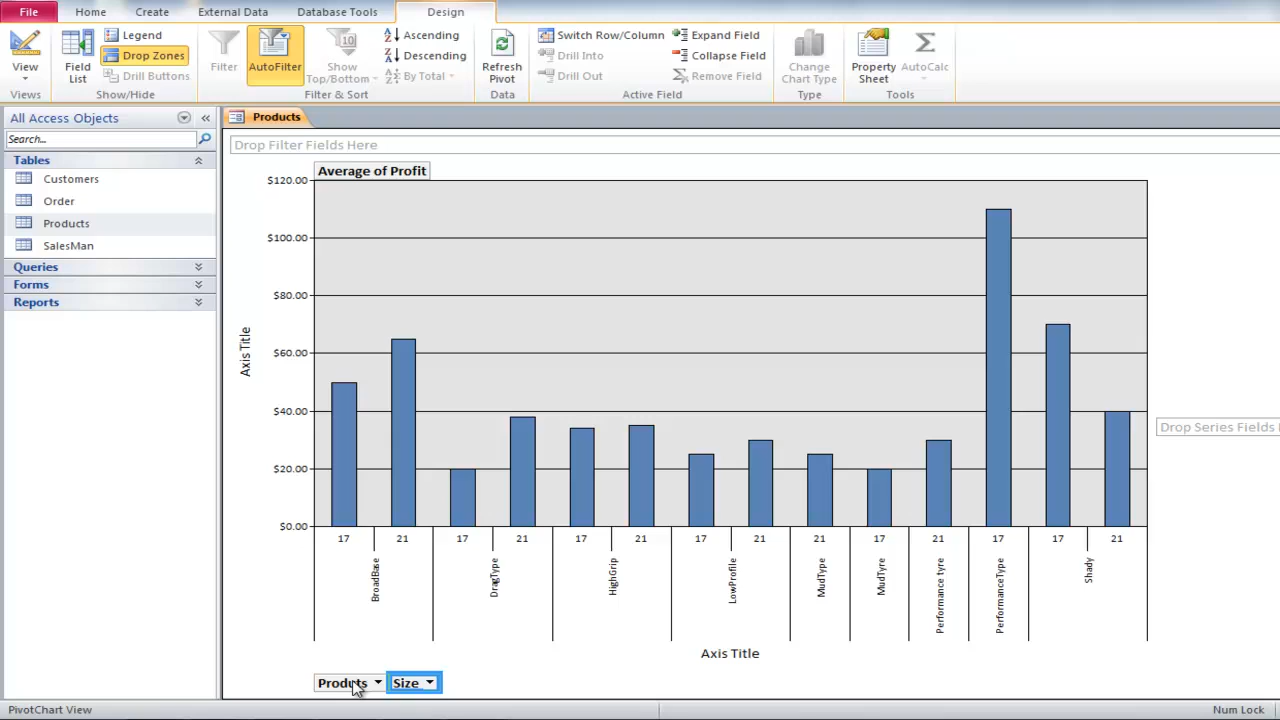 File Home Create External Data Database Tools Design
View
Views
Field List
Legend
Drop Zones
Drill Buttons
Show/Hide
Filter
AutoFilter
Show Top/Bottom
Ascending
Descending
By Total
Filter & Sort
Refresh Pivot
Data
Switch Row/Column
Drill Into
Drill Out
Expand Field
Collapse Field
Remove Field
Active Field
Change Chart Type
Type
Property Sheet
AutoCalc
Tools
All Access Objects
Search...
Tables
Customers
Order
Products
SalesMan
Queries
Forms
Reports
Products
Drop Filter Fields Here
Average of Profit
$120.00
$100.00
$80.00
$60.00
$40.00
$20.00
$0.00
Axis Title
Drop Series Fields
17 21 17 21 17 21 17 21 21 17 21 17 17 21
BroadBase DragType HighGrip LowProfile MudType MudTyre Performance tyre PerformanceType Shady
Axis Title
Products Size
PivotChart View Num Lock